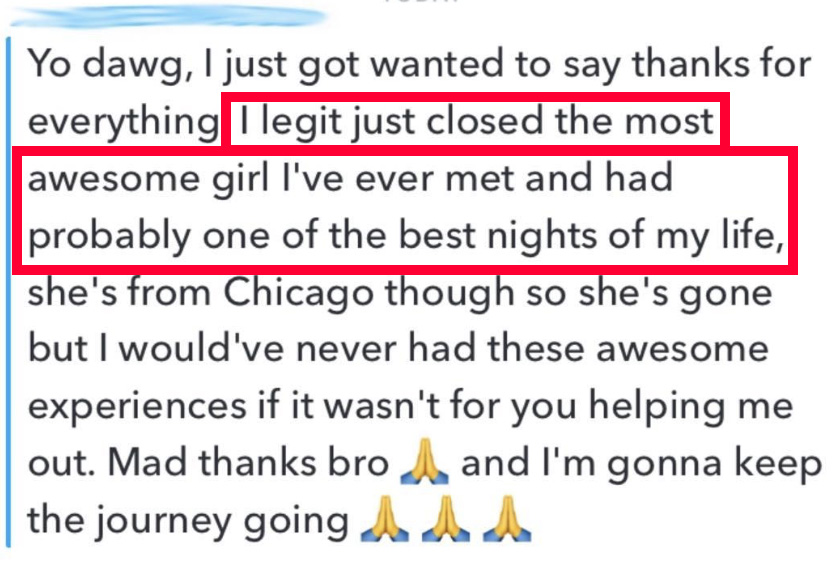 Yo dawg, I just got wanted to say thanks for
everything I legit just closed the most
awesome girl I've ever met and had
probably one of the best nights of my life,
she's from Chicago though so she's gone
but I would've never had these awesome
experiences if it wasn't for you helping me
out. Mad thanks bro 🙏 and I'm gonna keep
the journey going 🙏 🙏 🙏